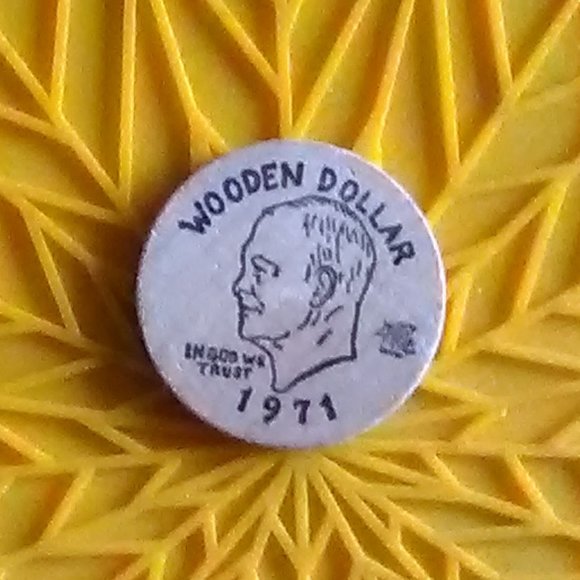 WOODEN DOLLAR
IN GOD WE
TRUST
1971